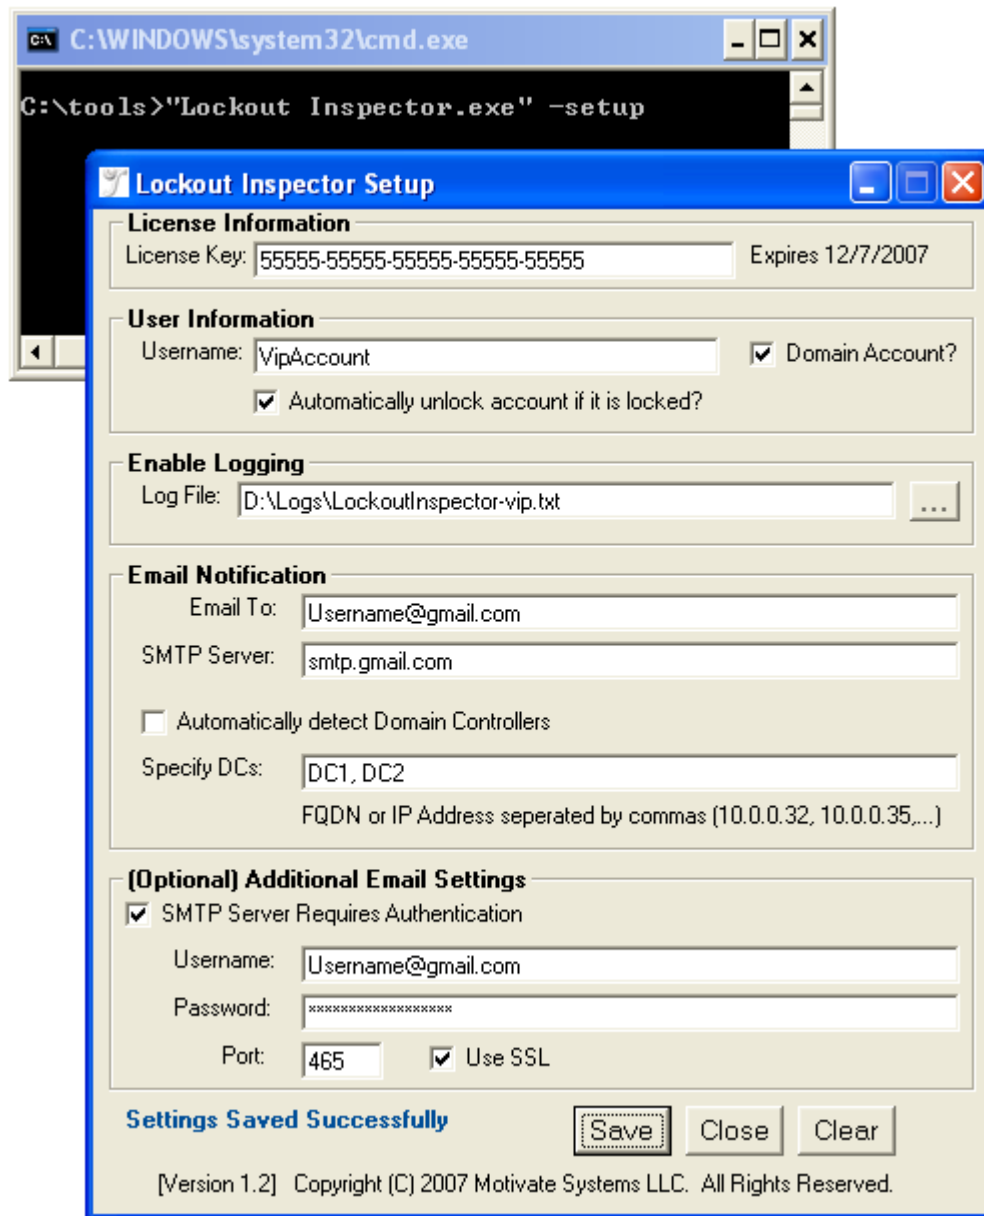 C:\WINDOWS\system32\cmd.exe
C:\tools>"Lockout Inspector.exe" -setup
Lockout Inspector Setup
License Information
License Key: 55555-55555-55555-55555-55555 Expires 12/7/2007
User Information
Username: VipAccount Domain Account?
Automatically unlock account if it is locked?
Enable Logging
Log File: D:\Logs\LockoutInspector-vip.txt ...
Email Notification
Email To: Username@gmail.com
SMTP Server: smtp.gmail.com
Automatically detect Domain Controllers
Specify DCs: DC1, DC2
FQDN or IP Address seperated by commas (10.0.0.32, 10.0.0.35,...)
(Optional) Additional Email Settings
SMTP Server Requires Authentication
Username: Username@gmail.com
Password: ******************
Port: 465 Use SSL
Settings Saved Successfully Save Close Clear
[Version 1.2] Copyright (C) 2007 Motivate Systems LLC. All Rights Reserved.